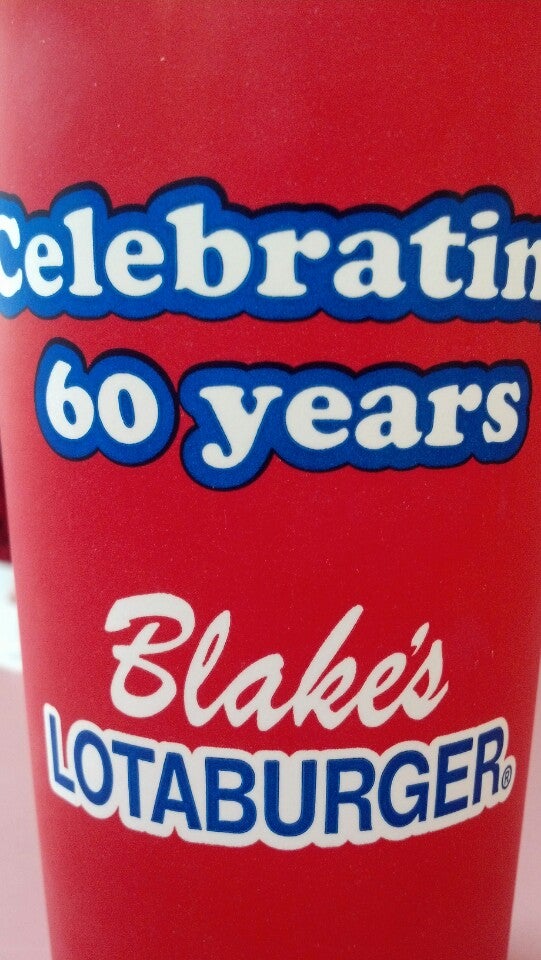 Celebratin
60 years
Blake's
LOTABURGER®